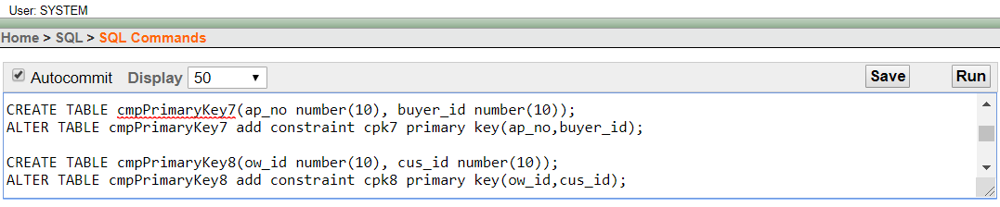 User: SYSTEM
Home > SQL > SQL Commands
Autocommit Display 50 Save Run
CREATE TABLE cmpPrimaryKey7(ap_no number(10), buyer_id number(10));
ALTER TABLE cmpPrimaryKey7 add constraint cpk7 primary key(ap_no,buyer_id);
CREATE TABLE cmpPrimaryKey8(ow_id number(10), cus_id number(10));
ALTER TABLE cmpPrimaryKey8 add constraint cpk8 primary key(ow_id,cus_id);